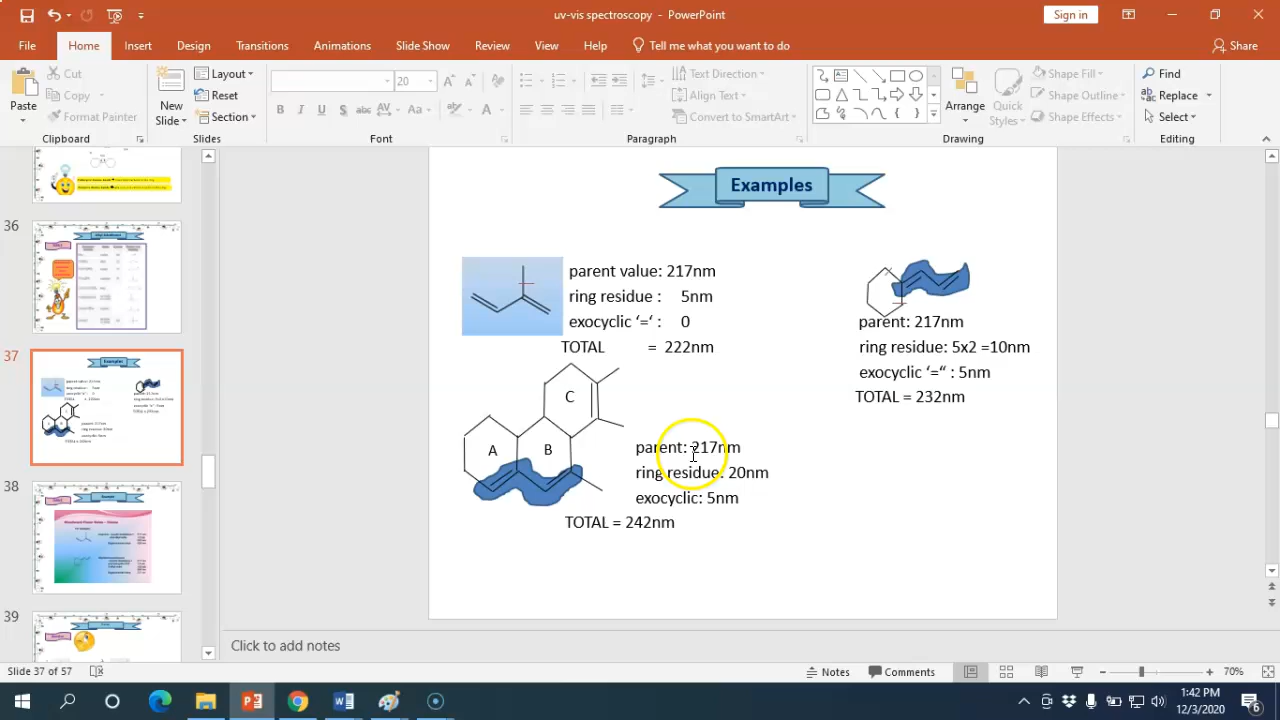 uv-vis spectroscopy - PowerPoint
Sign in
File Home Insert Design Transitions Animations Slide Show Review View Help Tell me what you want to do Share
Paste
Cut
Copy
Format Painter
Clipboard
New Slide
Layout
Reset
Section
Slides
20
B I U S abc AV Aa A
Font
Text Direction
Align Text
Convert to SmartArt
Paragraph
Arrange
Quick Styles
Shape Fill
Shape Outline
Shape Effects
Drawing
Find
Replace
Select
Editing
36
37
38
39
Examples
parent value: 217nm
ring residue : 5nm
exocyclic ‘=‘ : 0
TOTAL = 222nm
parent: 217nm
ring residue: 5x2 =10nm
exocyclic ‘=“ : 5nm
TOTAL = 232nm
C
A B
parent: 217nm
ring residue: 20nm
exocyclic: 5nm
TOTAL = 242nm
Click to add notes
Slide 37 of 57
Notes
Comments
70%
1:42 PM
12/3/2020
6